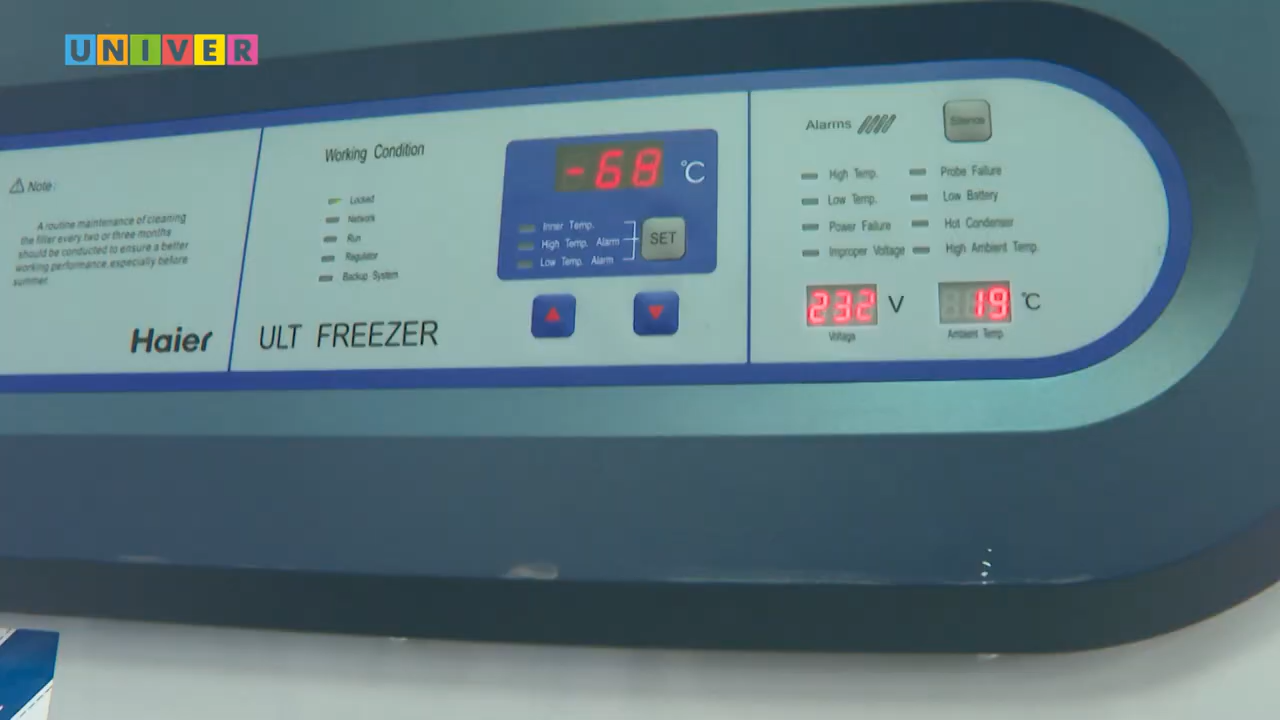 UNIVER
Note:
A routine maintenance of cleaning
the filter every two or three months
should be conducted to ensure a better
working performance,especially before
summer.
Haier
Working Condition
Locked
Network
Run
Regulator
Backup System
ULT FREEZER
-68 °C
Inner Temp.
High Temp. Alarm
Low Temp. Alarm
SET
Alarms
Silence
High Temp.
Low Temp.
Power Failure
Improper Voltage
Probe Failure
Low Battery
Hot Condenser
High Ambient Temp.
232 V
Voltage
19 °C
Ambient Temp.